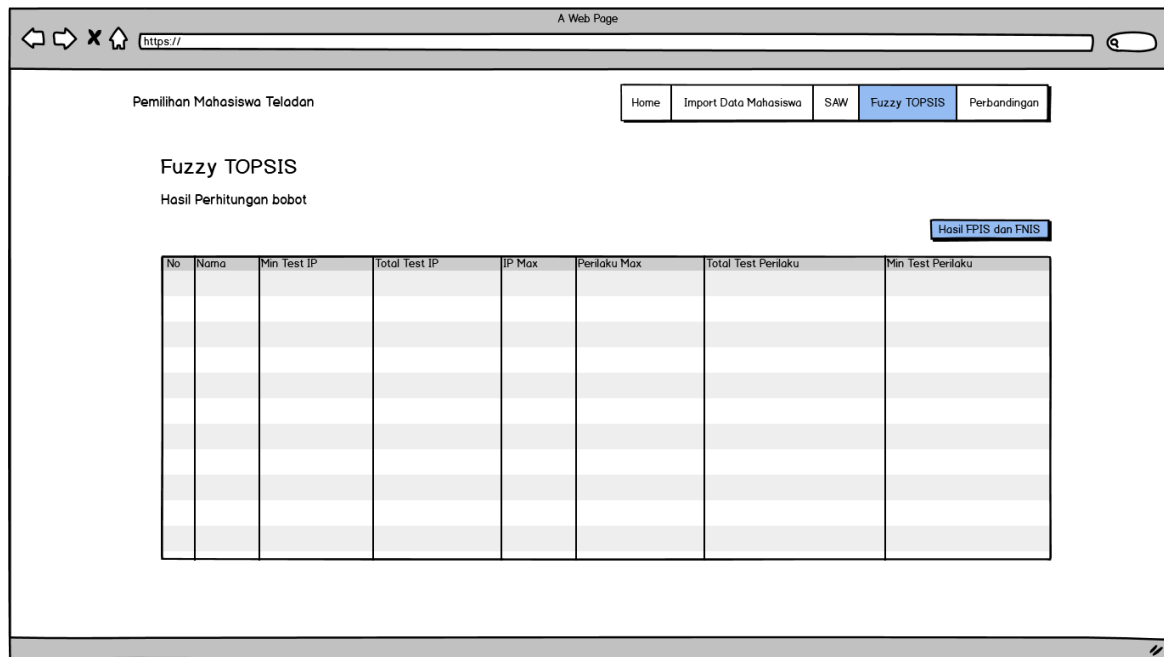 A Web Page
https://
Pemilihan Mahasiswa Teladan
Home Import Data Mahasiswa SAW Fuzzy TOPSIS Perbandingan
Fuzzy TOPSIS
Hasil Perhitungan bobot
Hasil FPIS dan FNIS
No Nama Min Test IP Total Test IP IP Max Perilaku Max Total Test Perilaku Min Test Perilaku